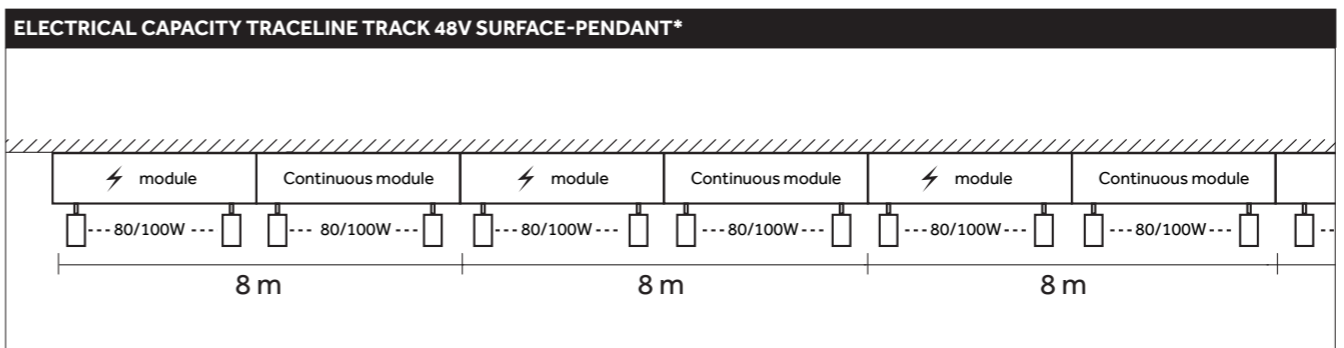 ELECTRICAL CAPACITY TRACELINE TRACK 48V SURFACE-PENDANT*
module Continuous module module Continuous module module Continuous module
80/100W 80/100W 80/100W 80/100W 80/100W 80/100W
8 m 8 m 8 m